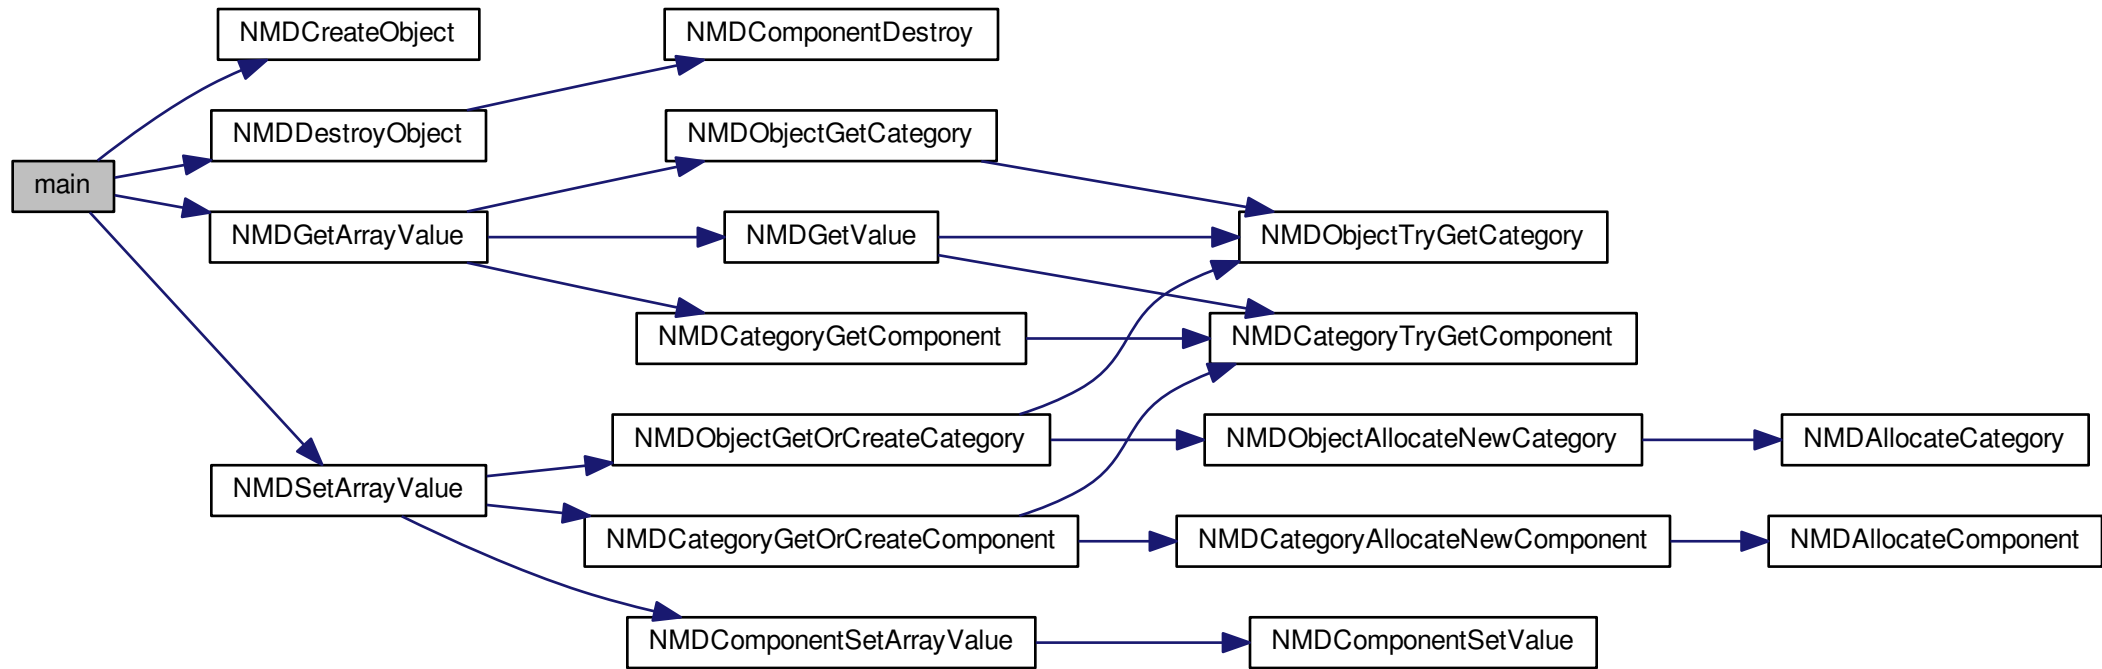 NMDCreateObject
NMDComponentDestroy
NMDDestroyObject
NMDObjectGetCategory
main
NMDGetArrayValue
NMDGetValue
NMDObjectTryGetCategory
NMDCategoryGetComponent
NMDCategoryTryGetComponent
NMDObjectGetOrCreateCategory
NMDObjectAllocateNewCategory
NMDAllocateCategory
NMDSetArrayValue
NMDCategoryGetOrCreateComponent
NMDCategoryAllocateNewComponent
NMDAllocateComponent
NMDComponentSetArrayValue
NMDComponentSetValue